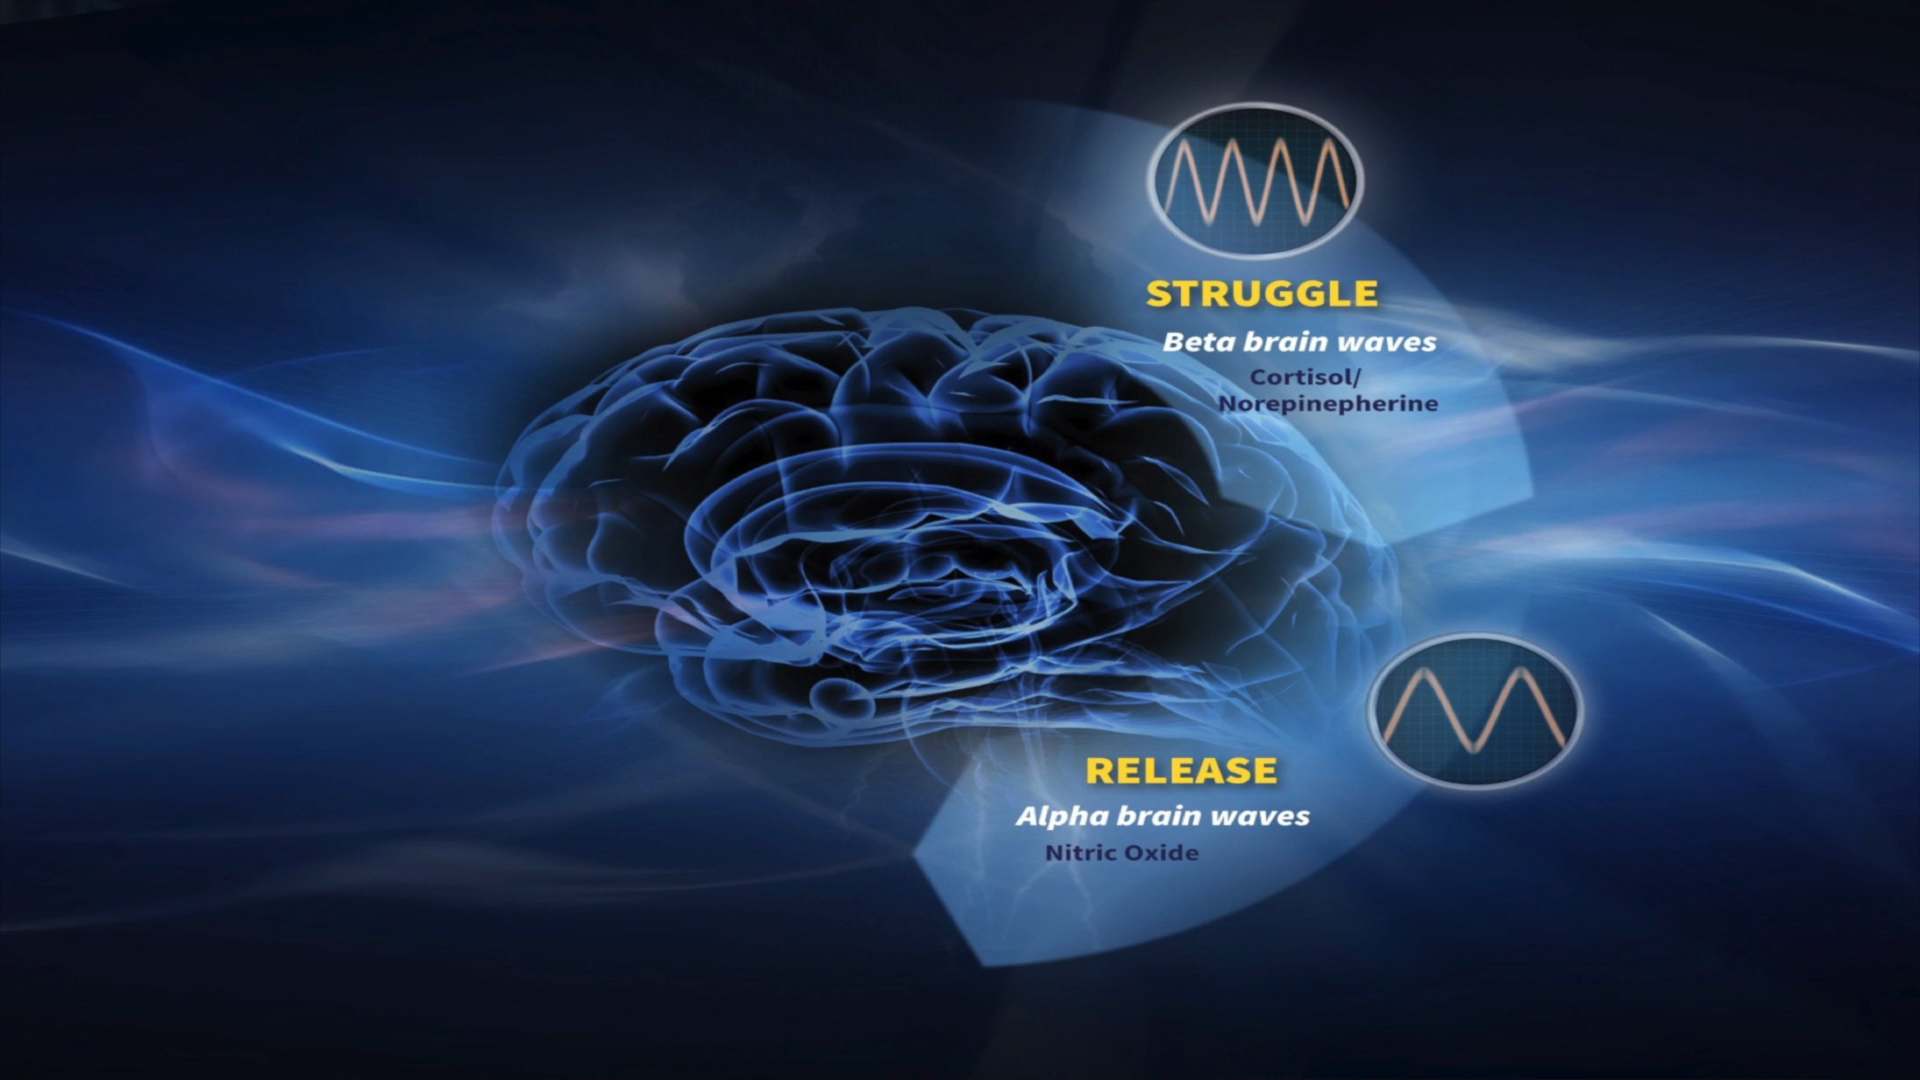 STRUGGLE
Beta brain waves
Cortisol/
Norepinepherine
RELEASE
Alpha brain waves
Nitric Oxide